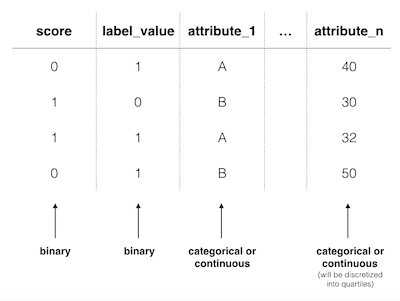 score label_value attribute_1 ... attribute_n
0 1 A 40
1 0 B 30
1 1 A 32
0 1 B 50
binary binary categorical or continuous categorical or continuous
(will be discretized
into quartiles)